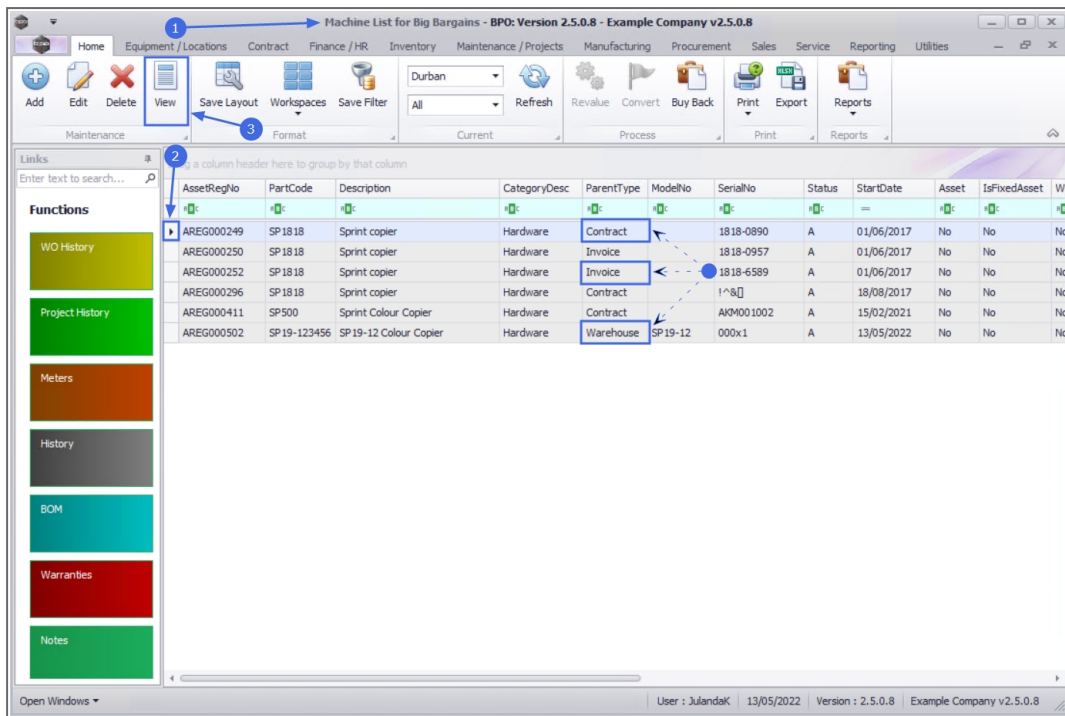 Machine List for Big Bargains - BPO: Version 2.5.0.8 - Example Company v2.5.0.8
1
Home Equipment / Locations Contract Finance / HR Inventory Maintenance / Projects Manufacturing Procurement Sales Service Reporting Utilities
Durban
All
Add Edit Delete View Save Layout Workspaces Save Filter Refresh Revalue Convert Buy Back Print Export Reports
3
Maintenance Format Current Process Print Reports
Links
2
a column header here to group by that column
Enter text to search...
AssetRegNo PartCode Description CategoryDesc ParentType ModelNo SerialNo Status StartDate Asset IsFixedAsset
=
AREG000249 SP1818 Sprint copier Hardware Contract 1818-0890 A 01/06/2017 No No
AREG000250 SP1818 Sprint copier Hardware Invoice 1818-0957 A 01/06/2017 No No
AREG000252 SP1818 Sprint copier Hardware Invoice 1818-6589 A 01/06/2017 No No
AREG000296 SP1818 Sprint copier Hardware Contract !^&[] A 18/08/2017 No No
AREG000411 SP500 Sprint Colour Copier Hardware Contract AKM001002 A 15/02/2021 No No
AREG000502 SP19-123456 SP19-12 Colour Copier Hardware Warehouse SP19-12 000x1 A 13/05/2022 No No
Functions
WO History
Project History
Meters
History
BOM
Warranties
Notes
Open Windows
User : JulandaK 13/05/2022 Version : 2.5.0.8 Example Company v2.5.0.8